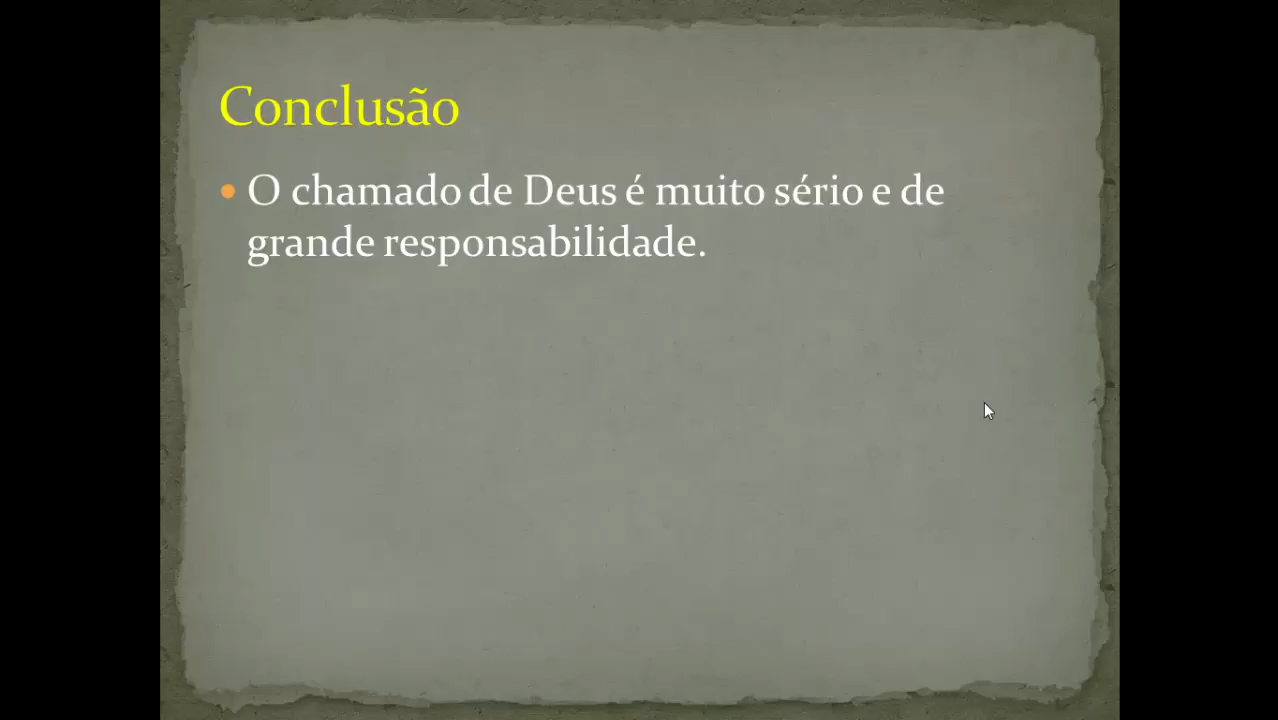 Conclusão
• O chamado de Deus é muito sério e de
grande responsabilidade.